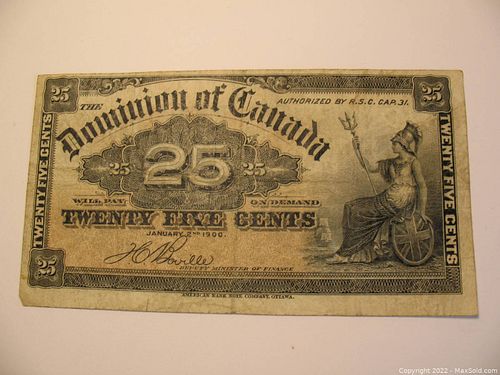 25
25
THE
Dominion of Canada
AUTHORIZED BY R.S.C. CAP. 31.
TWENTY FIVE CENTS
25 25 25
WILL PAY ON DEMAND
TWENTY FIVE CENTS
JANUARY 2ND 1900.
TWENTY FIVE CENTS
H C Boville
DEPUTY MINISTER OF FINANCE
25
25
AMERICAN BANK NOTE COMPANY, OTTAWA.
Copyright 2022 - MaxSold.com